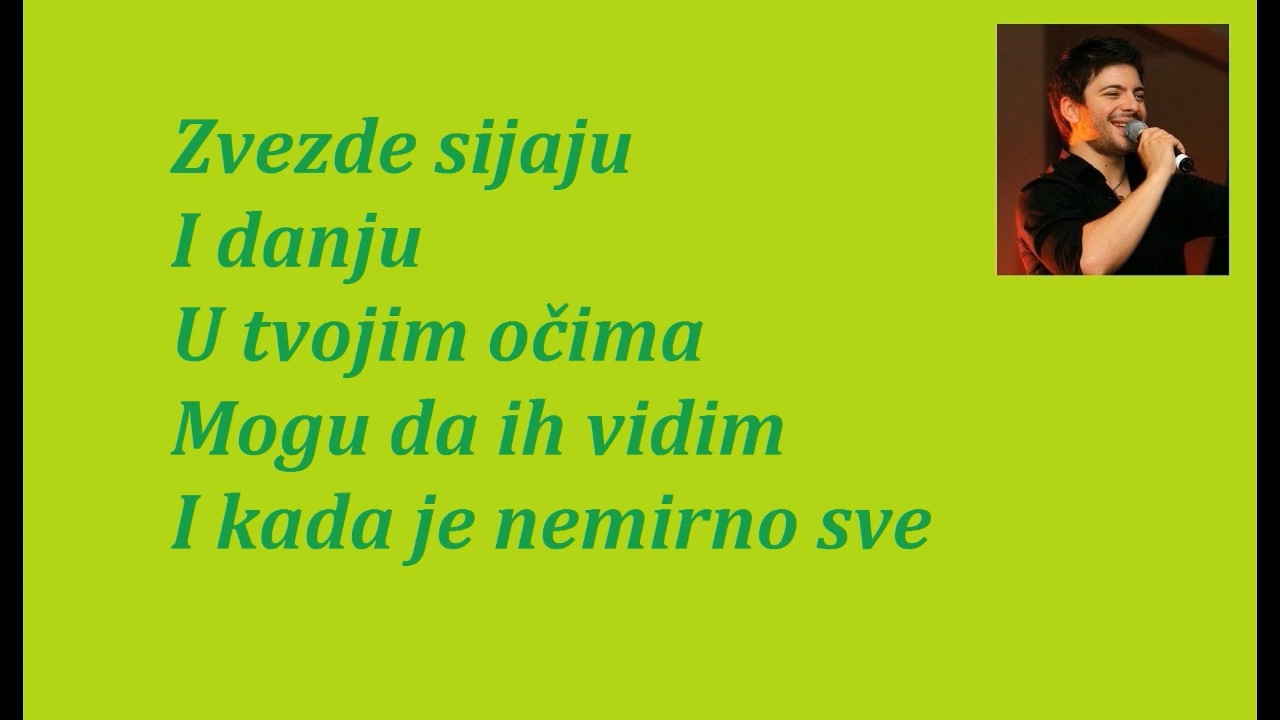 Zvezde sijaju
I danju
U tvojim očima
Mogu da ih vidim
I kada je nemirno sve